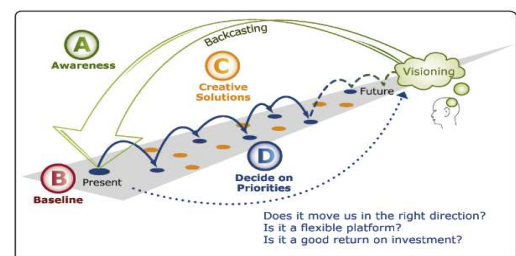 A
Awareness
Backcasting
C
Creative
Solutions
Visioning
Future
B
Present
Baseline
D
Decide on
Priorities
Does it move us in the right direction?
Is it a flexible platform?
Is it a good return on investment?